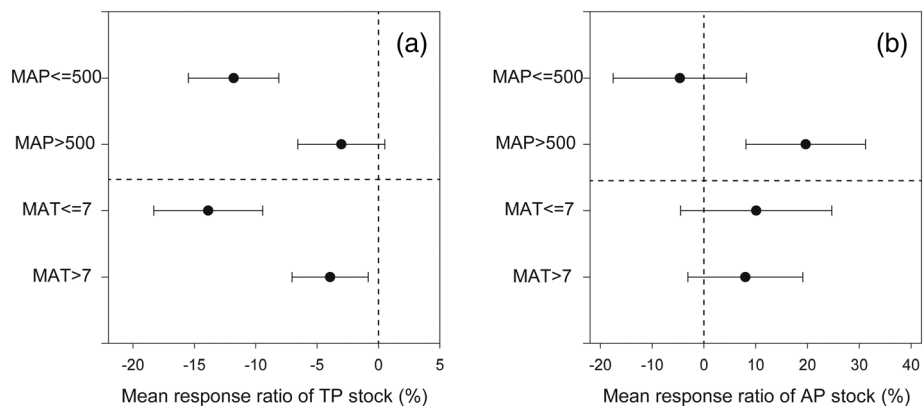 (a)
MAP<=500
MAP>500
MAT<=7
MAT>7
-20 -15 -10 -5 0 5
Mean response ratio of TP stock (%)
(b)
MAP<=500
MAP>500
MAT<=7
MAT>7
-20 -10 0 10 20 30 40
Mean response ratio of AP stock (%)